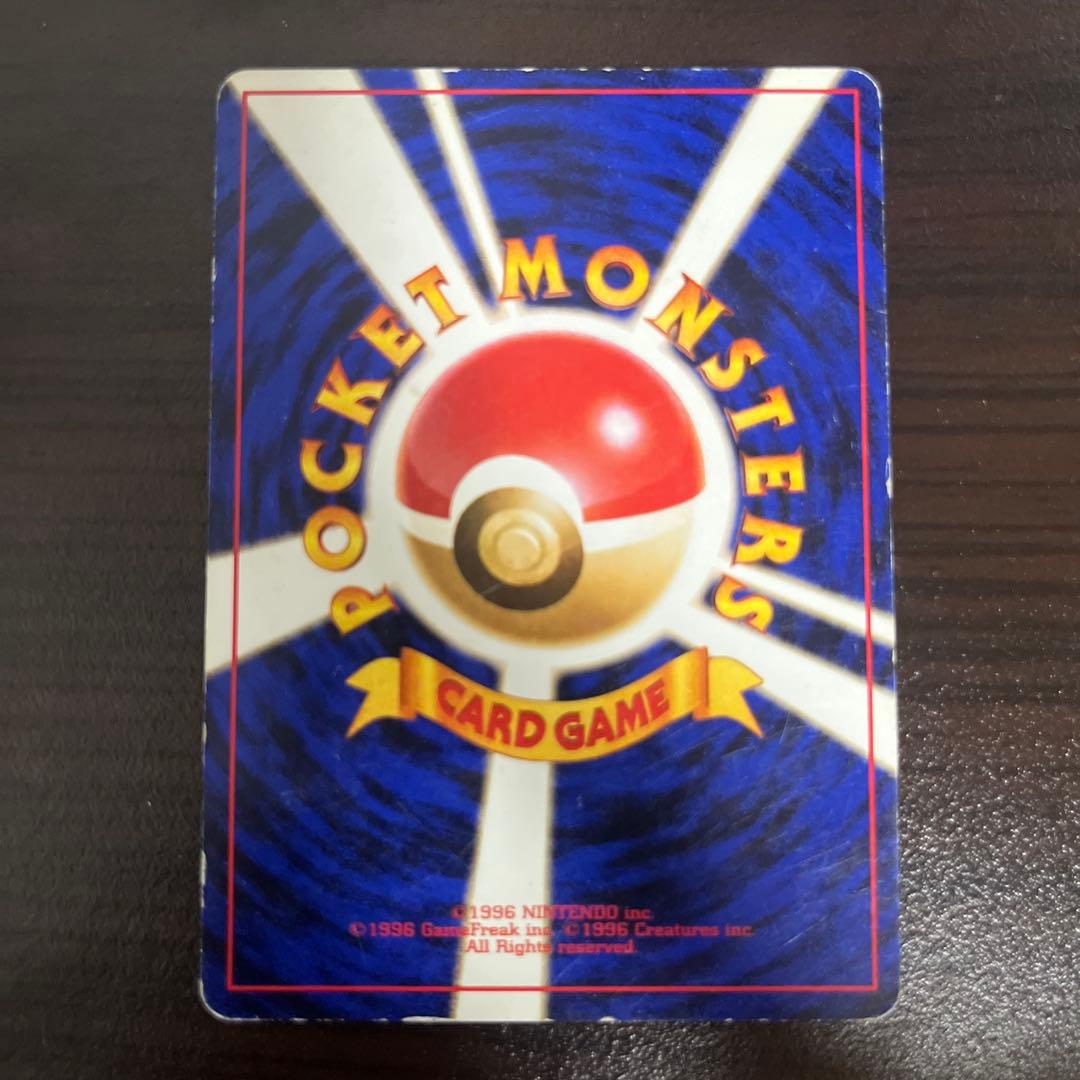 POCKET MONSTERS
CARD GAME
©1996 NINTENDO inc.
©1996 GameFreak inc. ©1996 Creatures inc.
All Rights reserved.